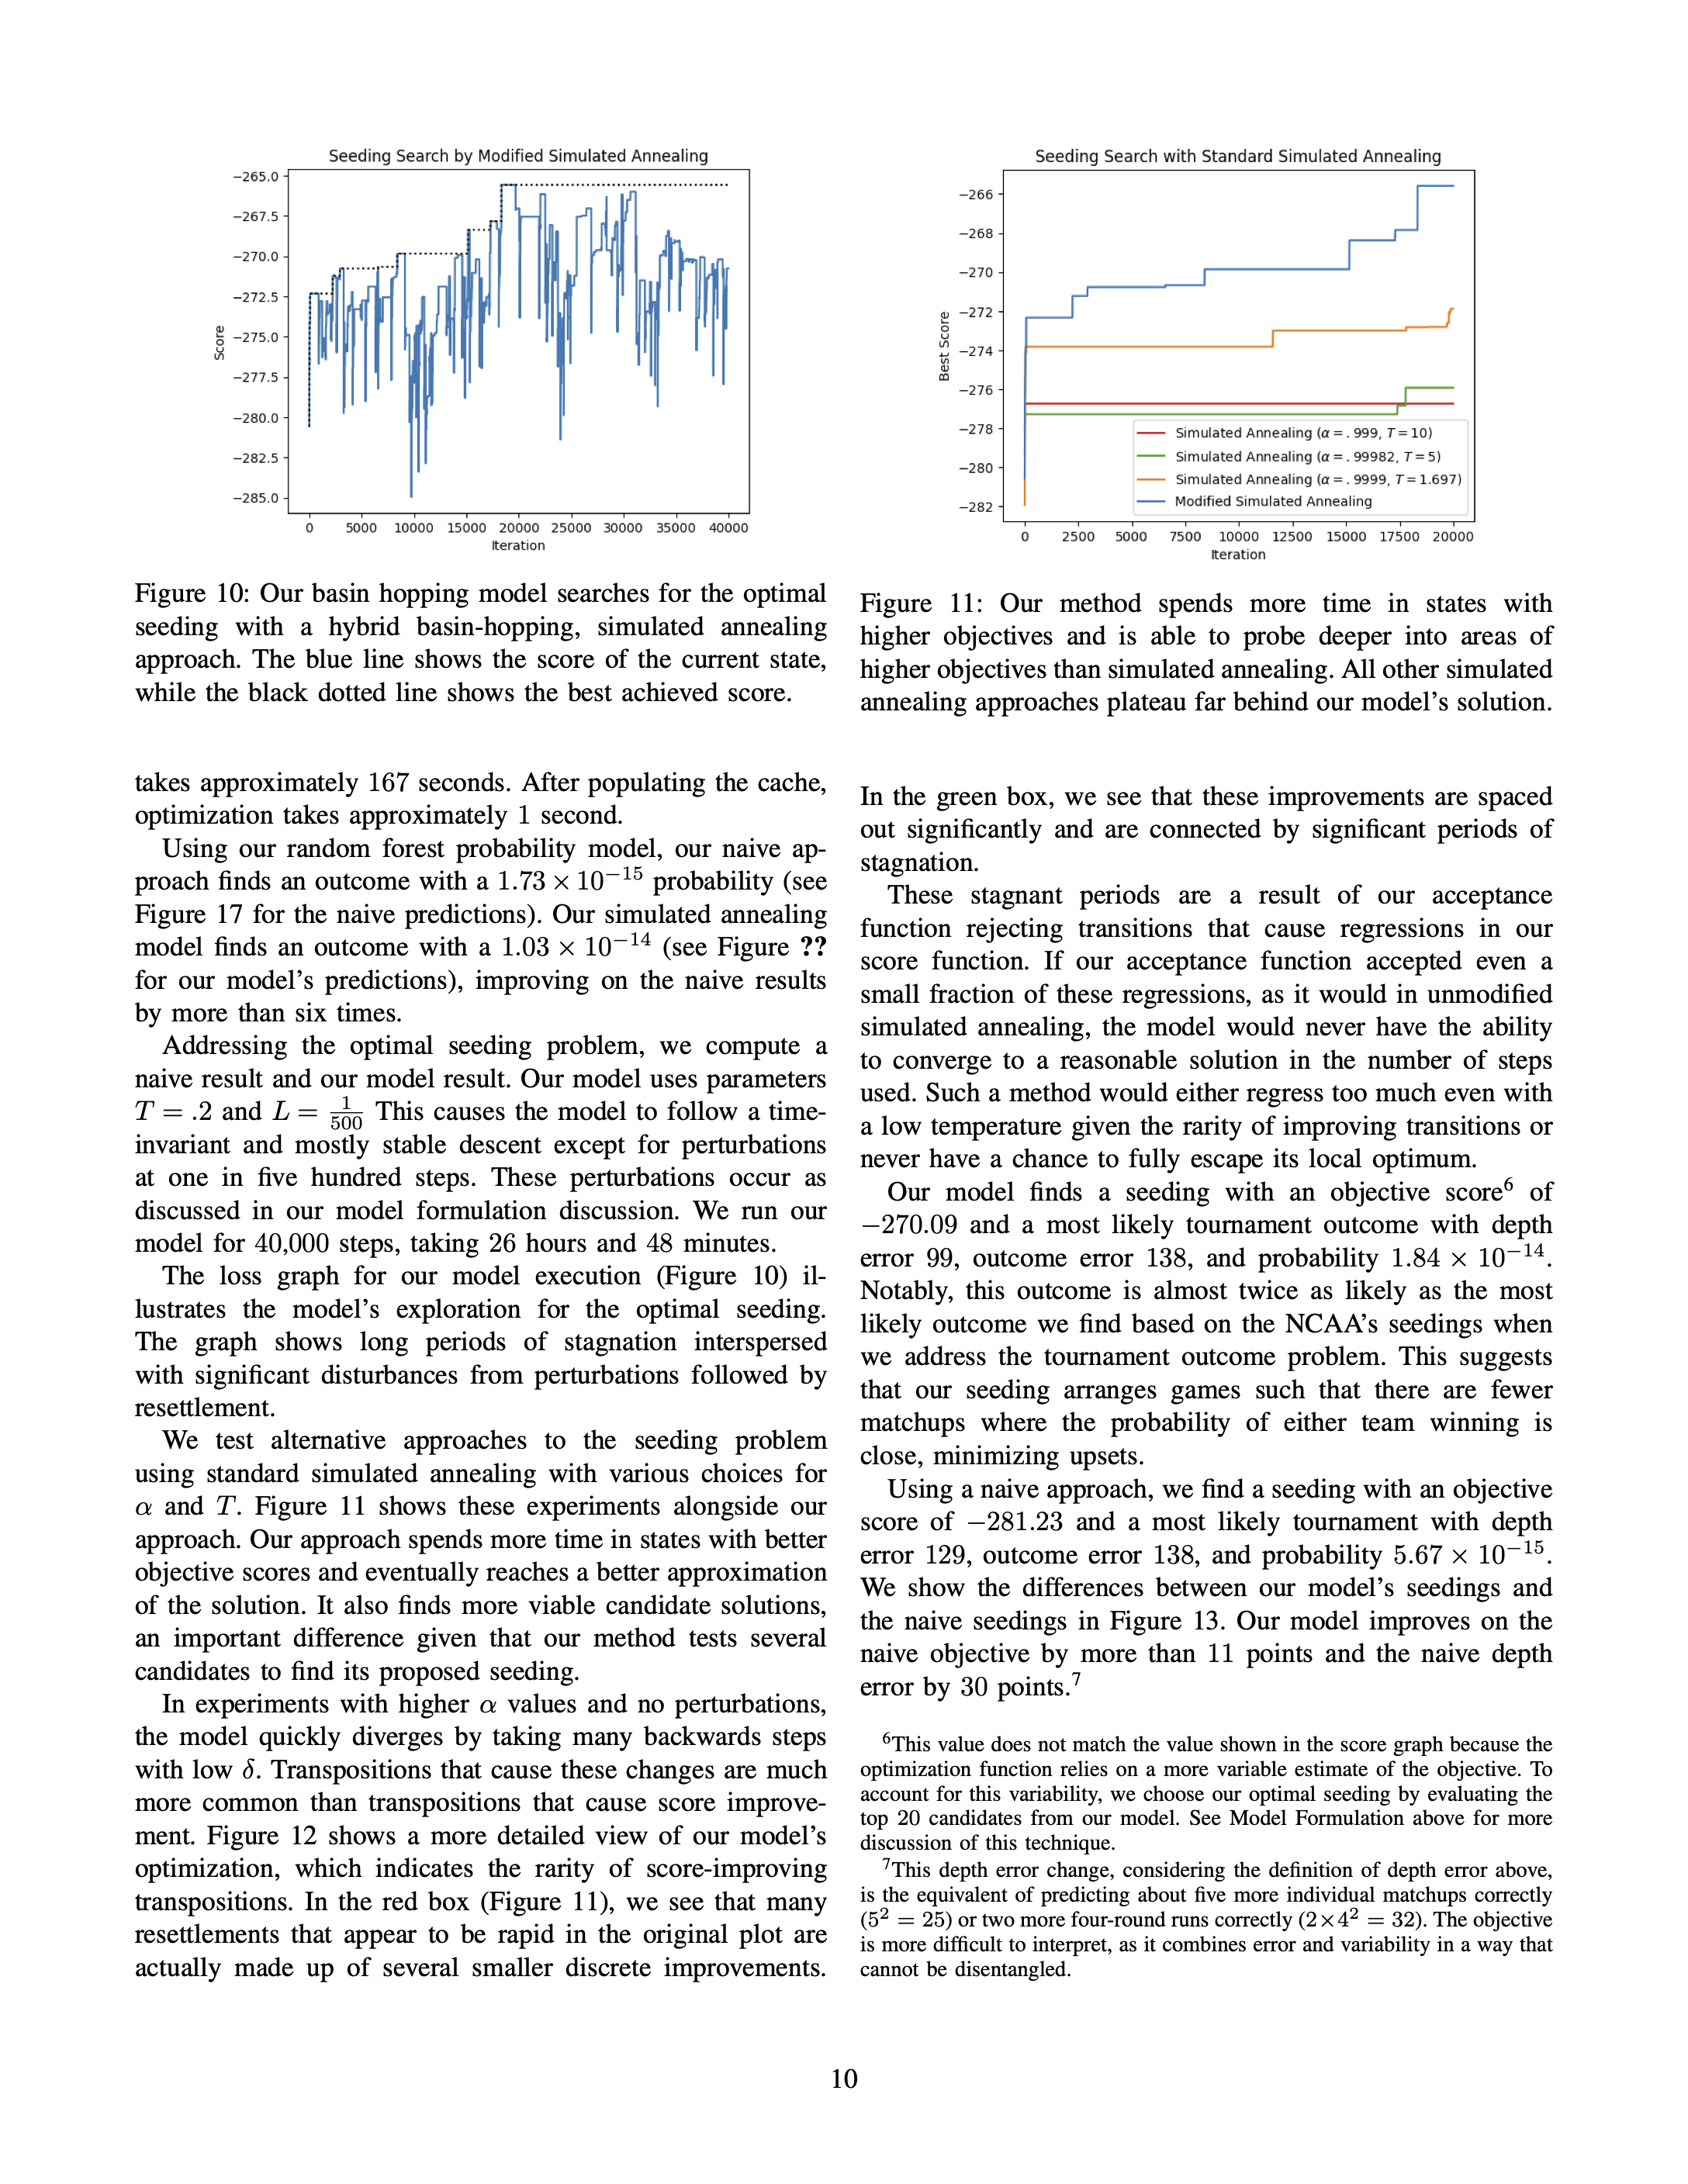 Seeding Search by Modified Simulated Annealing
−265.0
−267.5
−270.0
−272.5
−275.0
−277.5
−280.0
−282.5
−285.0
Score
0 5000 10000 15000 20000 25000 30000 35000 40000
Iteration
Figure 10: Our basin hopping model searches for the optimal
seeding with a hybrid basin-hopping, simulated annealing
approach. The blue line shows the score of the current state,
while the black dotted line shows the best achieved score.
takes approximately 167 seconds. After populating the cache,
optimization takes approximately 1 second.
Using our random forest probability model, our naive ap-
proach finds an outcome with a 1.73 × 10⁻¹⁵ probability (see
Figure 17 for the naive predictions). Our simulated annealing
model finds an outcome with a 1.03 × 10⁻¹⁴ (see Figure ??
for our model's predictions), improving on the naive results
by more than six times.
Addressing the optimal seeding problem, we compute a
naive result and our model result. Our model uses parameters
T = .2 and L = 1/500 This causes the model to follow a time-
invariant and mostly stable descent except for perturbations
at one in five hundred steps. These perturbations occur as
discussed in our model formulation discussion. We run our
model for 40,000 steps, taking 26 hours and 48 minutes.
The loss graph for our model execution (Figure 10) il-
lustrates the model's exploration for the optimal seeding.
The graph shows long periods of stagnation interspersed
with significant disturbances from perturbations followed by
resettlement.
We test alternative approaches to the seeding problem
using standard simulated annealing with various choices for
α and T. Figure 11 shows these experiments alongside our
approach. Our approach spends more time in states with better
objective scores and eventually reaches a better approximation
of the solution. It also finds more viable candidate solutions,
an important difference given that our method tests several
candidates to find its proposed seeding.
In experiments with higher α values and no perturbations,
the model quickly diverges by taking many backwards steps
with low δ. Transpositions that cause these changes are much
more common than transpositions that cause score improve-
ment. Figure 12 shows a more detailed view of our model's
optimization, which indicates the rarity of score-improving
transpositions. In the red box (Figure 11), we see that many
resettlements that appear to be rapid in the original plot are
actually made up of several smaller discrete improvements.
Seeding Search with Standard Simulated Annealing
−266
−268
−270
−272
−274
−276
−278
−280
−282
Best Score
Simulated Annealing (α = .999, T = 10)
Simulated Annealing (α = .99982, T = 5)
Simulated Annealing (α = .9999, T = 1.697)
Modified Simulated Annealing
0 2500 5000 7500 10000 12500 15000 17500 20000
Iteration
Figure 11: Our method spends more time in states with
higher objectives and is able to probe deeper into areas of
higher objectives than simulated annealing. All other simulated
annealing approaches plateau far behind our model's solution.
In the green box, we see that these improvements are spaced
out significantly and are connected by significant periods of
stagnation.
These stagnant periods are a result of our acceptance
function rejecting transitions that cause regressions in our
score function. If our acceptance function accepted even a
small fraction of these regressions, as it would in unmodified
simulated annealing, the model would never have the ability
to converge to a reasonable solution in the number of steps
used. Such a method would either regress too much even with
a low temperature given the rarity of improving transitions or
never have a chance to fully escape its local optimum.
Our model finds a seeding with an objective score⁶ of
−270.09 and a most likely tournament outcome with depth
error 99, outcome error 138, and probability 1.84 × 10⁻¹⁴.
Notably, this outcome is almost twice as likely as the most
likely outcome we find based on the NCAA's seedings when
we address the tournament outcome problem. This suggests
that our seeding arranges games such that there are fewer
matchups where the probability of either team winning is
close, minimizing upsets.
Using a naive approach, we find a seeding with an objective
score of −281.23 and a most likely tournament with depth
error 129, outcome error 138, and probability 5.67 × 10⁻¹⁵.
We show the differences between our model's seedings and
the naive seedings in Figure 13. Our model improves on the
naive objective by more than 11 points and the naive depth
error by 30 points.⁷
⁶This value does not match the value shown in the score graph because the
optimization function relies on a more variable estimate of the objective. To
account for this variability, we choose our optimal seeding by evaluating the
top 20 candidates from our model. See Model Formulation above for more
discussion of this technique.
⁷This depth error change, considering the definition of depth error above,
is the equivalent of predicting about five more individual matchups correctly
(5² = 25) or two more four-round runs correctly (2×4² = 32). The objective
is more difficult to interpret, as it combines error and variability in a way that
cannot be disentangled.
10